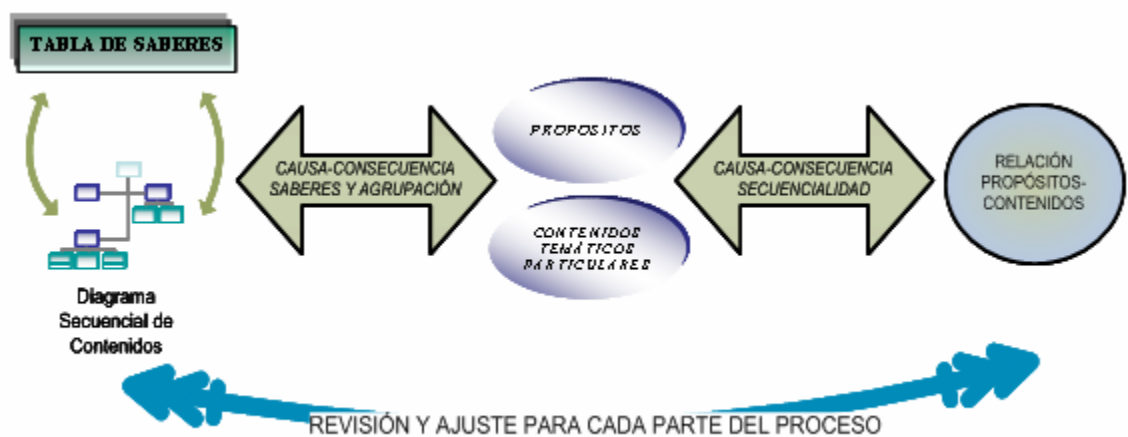 TABLA DE SABERES
Diagrama
Secuencial de
Contenidos
CAUSA-CONSECUENCIA
SABERES Y AGRUPACIÓN
PROPOSITOS
CONTENIDOS
TEMÁTICOS
PARTICULARES
CAUSA-CONSECUENCIA
SECUENCIALIDAD
RELACIÓN
PROPÓSITOS-
CONTENIDOS
REVISIÓN Y AJUSTE PARA CADA PARTE DEL PROCESO